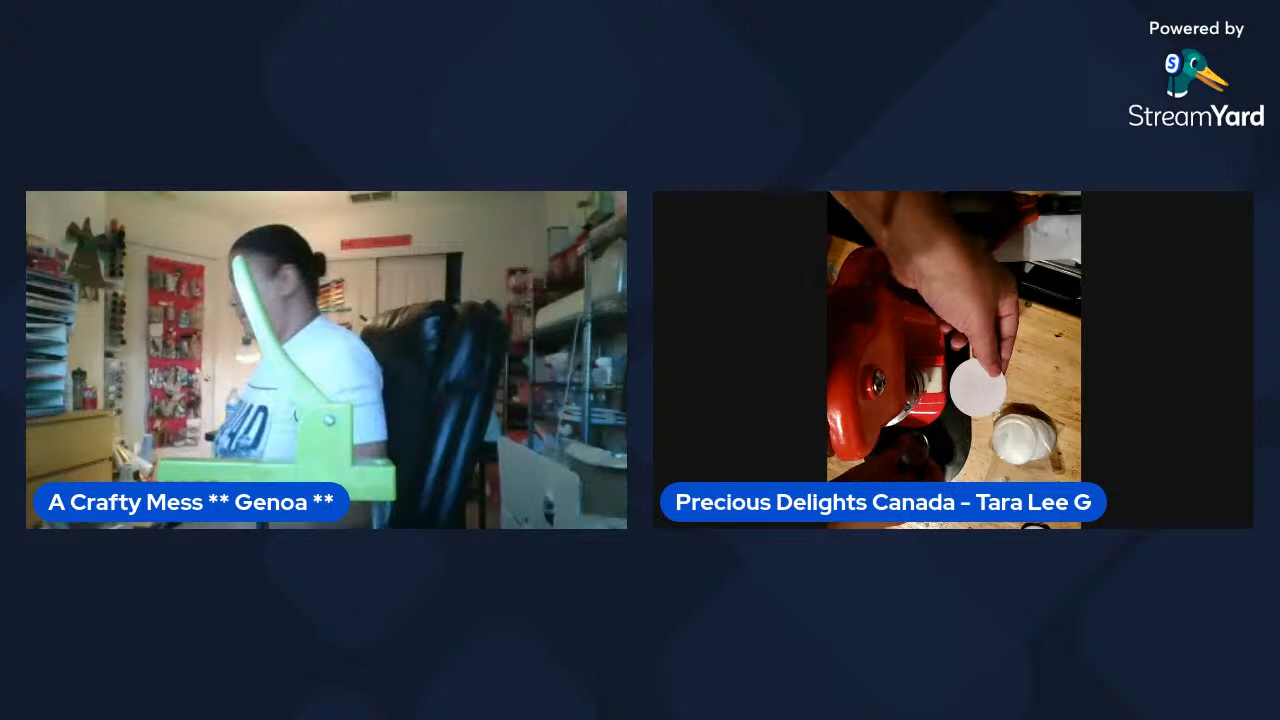 Powered by
S
StreamYard
A Crafty Mess ** Genoa **
Precious Delights Canada - Tara Lee G